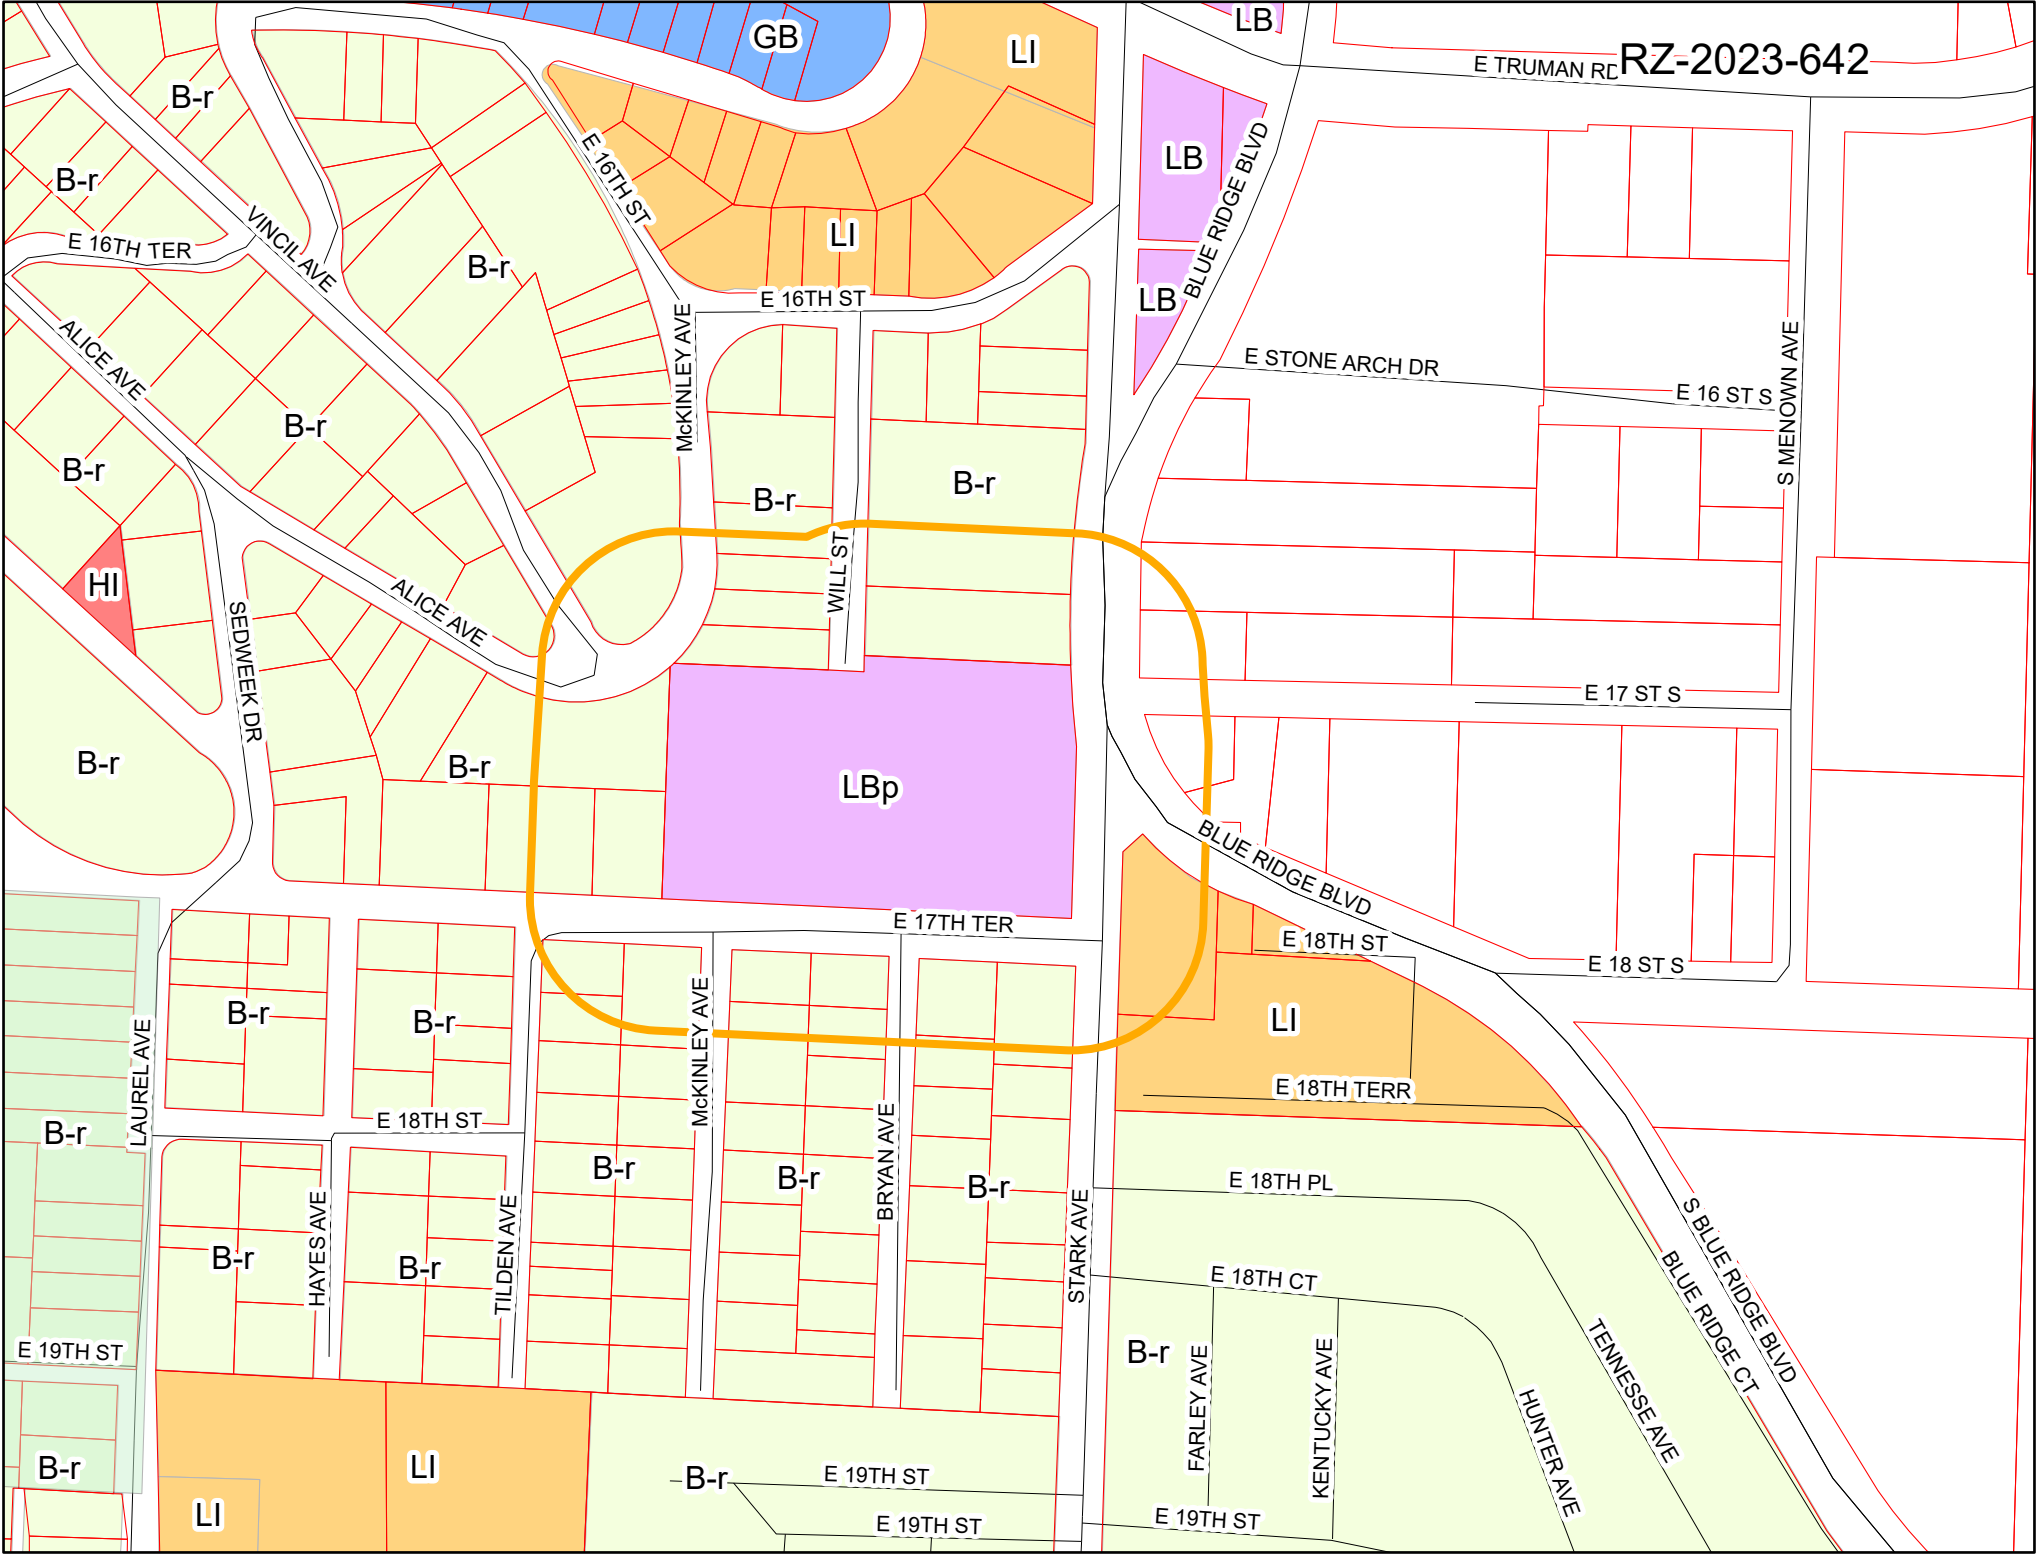 LB
GB
LI
E TRUMAN RD
RZ-2023-642
B-r
LB
B-r
E 16TH ST
BLUE RIDGE BLVD
LI
E 16TH TER
VINCIL AVE
B-r
E 16TH ST
LB
ALICE AVE
McKINLEY AVE
E STONE ARCH DR
E 16 ST S
S MENOWN AVE
B-r
B-r
B-r
B-r
WILL ST
HI
ALICE AVE
SEDWEEK DR
E 17 ST S
B-r
B-r
LBp
BLUE RIDGE BLVD
E 17TH TER
E 18TH ST
E 18 ST S
B-r
B-r
LI
LAUREL AVE
McKINLEY AVE
E 18TH TERR
B-r
E 18TH ST
BRYAN AVE
B-r
B-r
B-r
E 18TH PL
B-r
HAYES AVE
B-r
TILDEN AVE
STARK AVE
E 18TH CT
S BLUE RIDGE BLVD
BLUE RIDGE CT
E 19TH ST
B-r
FARLEY AVE
KENTUCKY AVE
TENNESSE AVE
HUNTER AVE
B-r
LI
B-r
E 19TH ST
LI
E 19TH ST
E 19TH ST